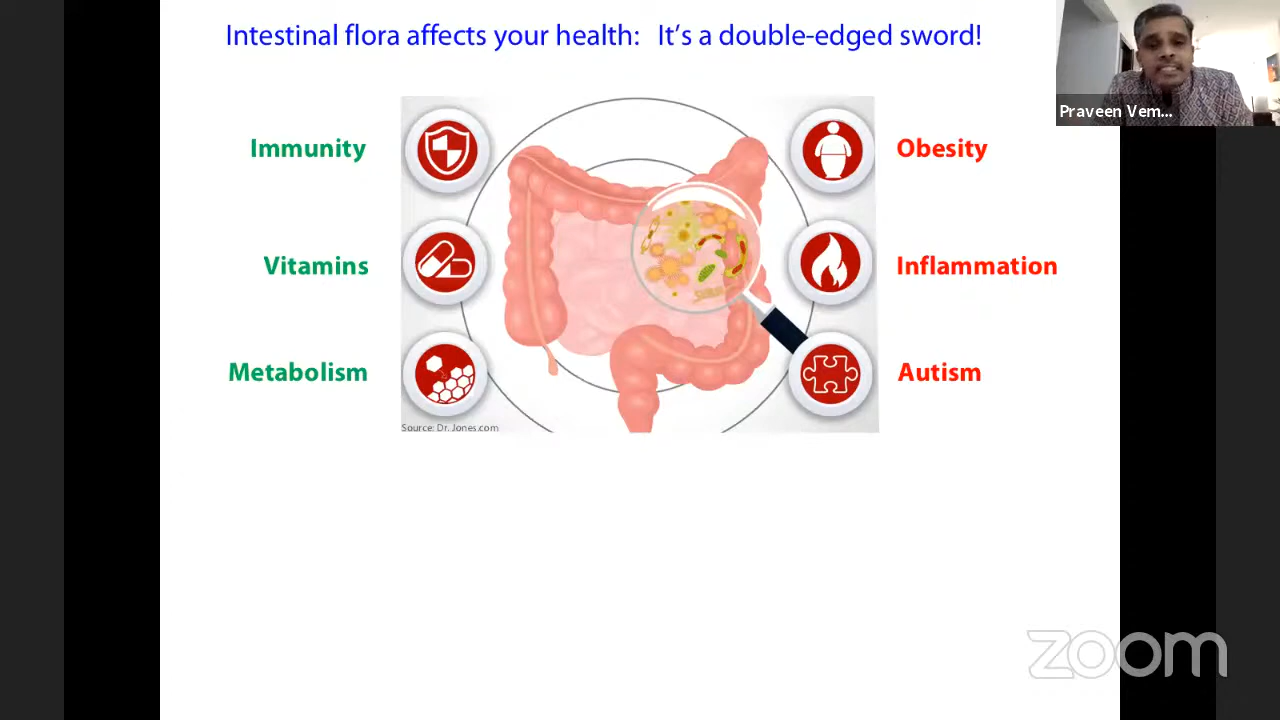 Intestinal flora affects your health: It's a double-edged sword!
Praveen Vem...
Immunity
Obesity
Vitamins
Inflammation
Metabolism
Autism
Source: Dr. Jones.com
zoom